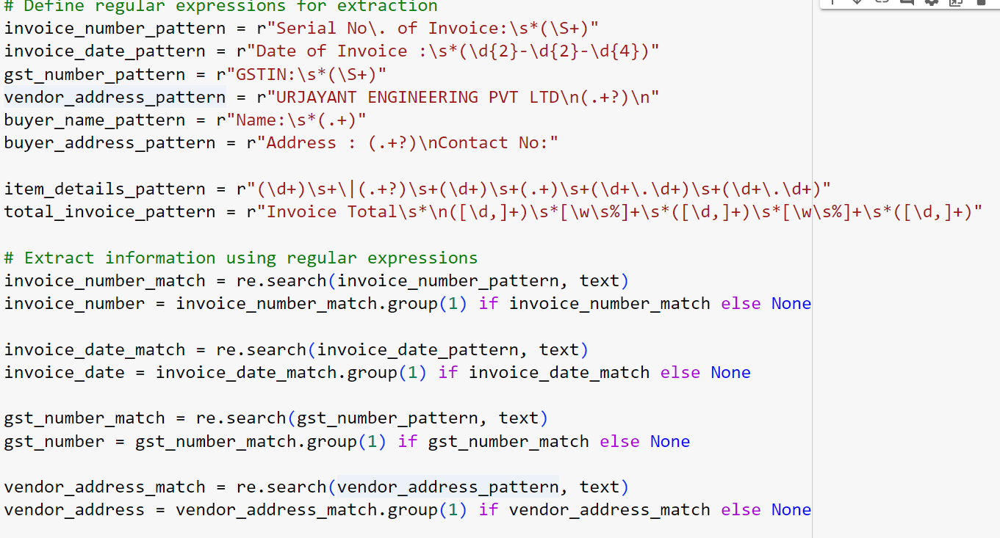 # Define regular expressions for extraction
invoice_number_pattern = r"Serial No\. of Invoice:\s*(\S+)"
invoice_date_pattern = r"Date of Invoice :\s*(\d{2}-\d{2}-\d{4})"
gst_number_pattern = r"GSTIN:\s*(\S+)"
vendor_address_pattern = r"URJAYANT ENGINEERING PVT LTD\n(.+?)\n"
buyer_name_pattern = r"Name:\s*(.+)"
buyer_address_pattern = r"Address : (.+?)\nContact No:"
item_details_pattern = r"(\d+)\s+\|(.+?)\s+(\d+)\s+(.+)\s+(\d+\.\d+)\s+(\d+\.\d+)"
total_invoice_pattern = r"Invoice Total\s*\n([\d,]+)\s*[\w\s%]+\s*([\d,]+)\s*[\w\s%]+\s*([\d,]+)"
# Extract information using regular expressions
invoice_number_match = re.search(invoice_number_pattern, text)
invoice_number = invoice_number_match.group(1) if invoice_number_match else None
invoice_date_match = re.search(invoice_date_pattern, text)
invoice_date = invoice_date_match.group(1) if invoice_date_match else None
gst_number_match = re.search(gst_number_pattern, text)
gst_number = gst_number_match.group(1) if gst_number_match else None
vendor_address_match = re.search(vendor_address_pattern, text)
vendor_address = vendor_address_match.group(1) if vendor_address_match else None